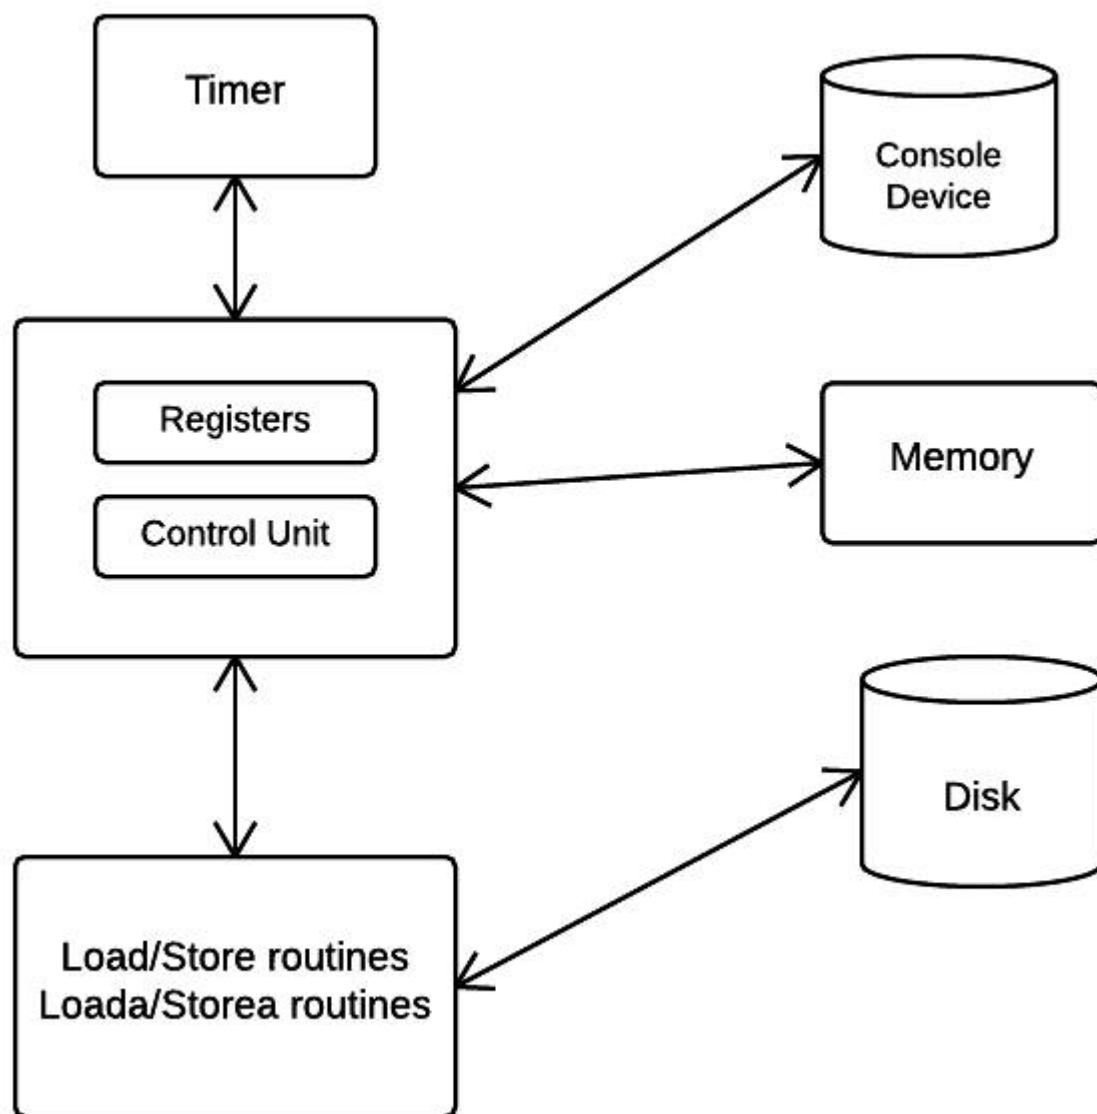 Timer
Console
Device
Registers
Control Unit
Memory
Disk
Load/Store routines
Loada/Storea routines